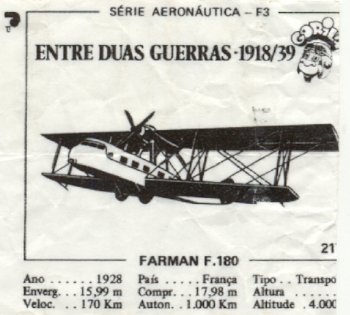 SÉRIE AERONÁUTICA - F3
ENTRE DUAS GUERRAS - 1918/39
FARMAN F.180
Ano . . . . . . 1928 País . . . . . França Tipo . . Transpo
Enverg. . . 15,99 m Compr. . . 17,98 m Altura . . . . .
Veloc. . . 170 Km Auton. . 1.000 Km Altitude . 4.000